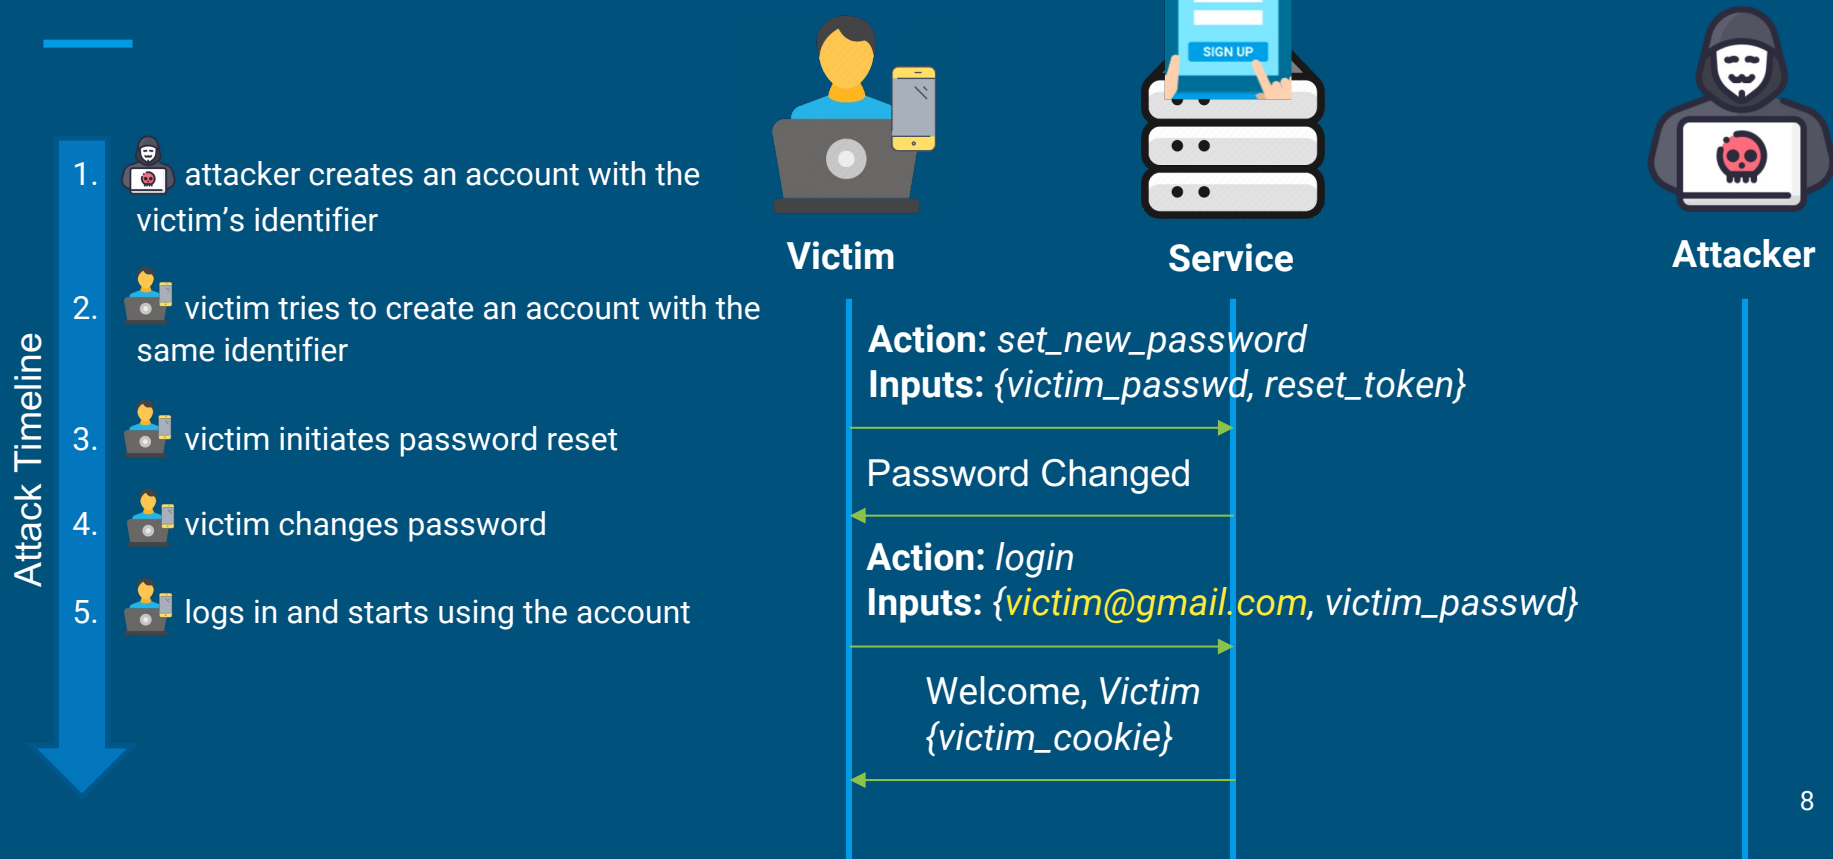 SIGN UP
Victim
Service
Attacker
Attack Timeline
1. attacker creates an account with the
victim’s identifier
2. victim tries to create an account with the
same identifier
3. victim initiates password reset
4. victim changes password
5. logs in and starts using the account
Action: set_new_password
Inputs: {victim_passwd, reset_token}
Password Changed
Action: login
Inputs: {victim@gmail.com, victim_passwd}
Welcome, Victim
{victim_cookie}
8